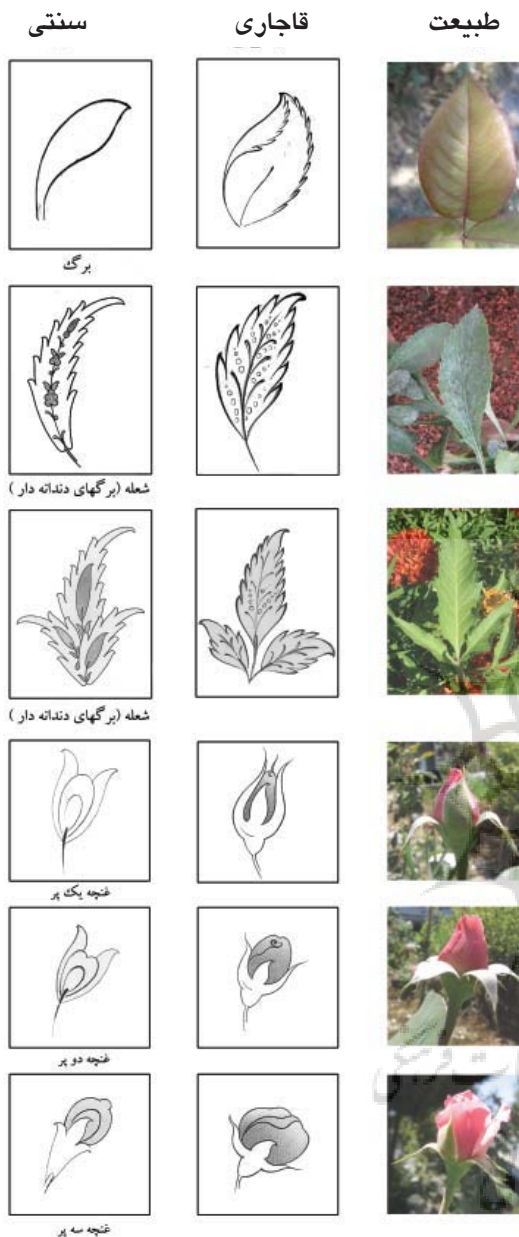 طبیعت
قاجاری
سنتی
برگ
شعله (برگهای دندانه دار )
شعله (برگهای دندانه دار )
غنچه یک پر
غنچه دو پر
غنچه سه پر